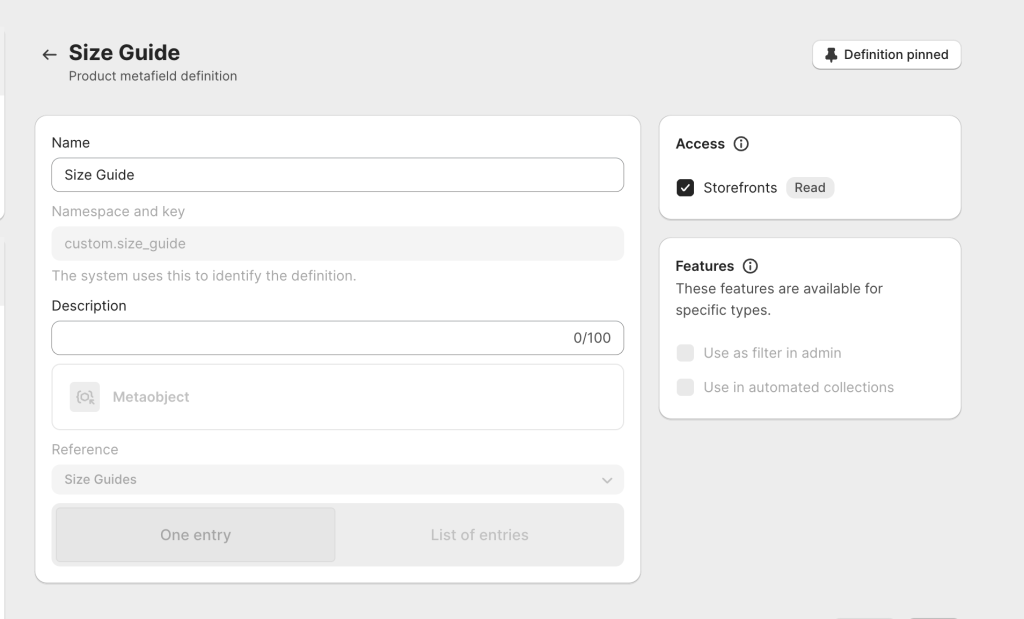 Size Guide
Product metafield definition
Definition pinned
Name
Size Guide
Namespace and key
custom.size_guide
The system uses this to identify the definition.
Description
0/100
Metaobject
Reference
Size Guides
One entry
List of entries
Access
Storefronts Read
Features
These features are available for
specific types.
Use as filter in admin
Use in automated collections